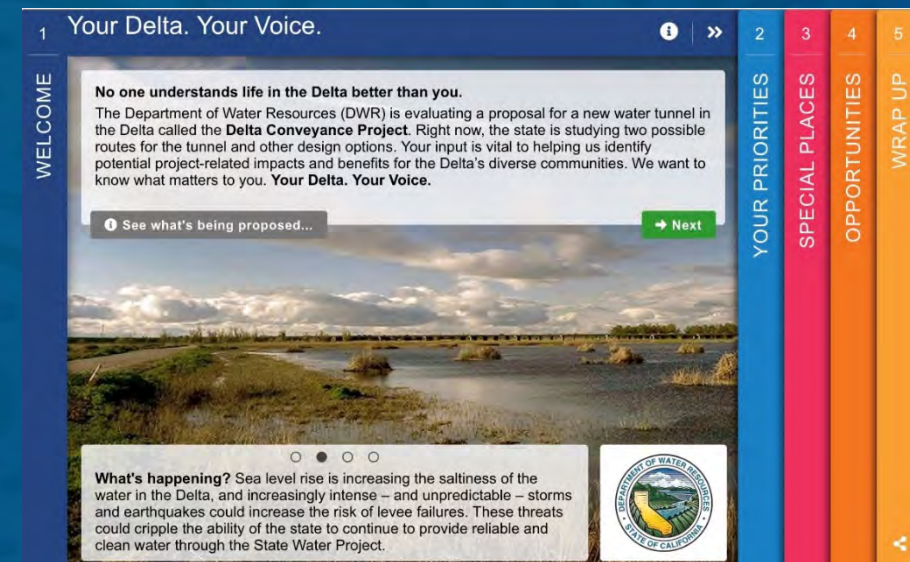 1
WELCOME
Your Delta. Your Voice.
No one understands life in the Delta better than you.
The Department of Water Resources (DWR) is evaluating a proposal for a new water tunnel in
the Delta called the Delta Conveyance Project. Right now, the state is studying two possible
routes for the tunnel and other design options. Your input is vital to helping us identify
potential project-related impacts and benefits for the Delta's diverse communities. We want to
know what matters to you. Your Delta. Your Voice.
See what's being proposed...
Next
What's happening? Sea level rise is increasing the saltiness of the
water in the Delta, and increasingly intense – and unpredictable – storms
and earthquakes could increase the risk of levee failures. These threats
could cripple the ability of the state to continue to provide reliable and
clean water through the State Water Project.
DEPARTMENT OF WATER RESOURCES
STATE OF CALIFORNIA
2
YOUR PRIORITIES
3
SPECIAL PLACES
4
OPPORTUNITIES
5
WRAP UP